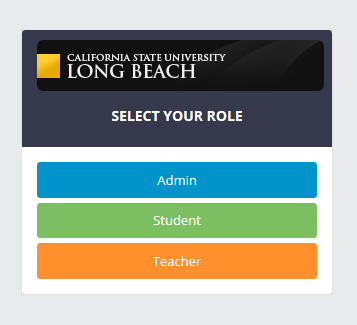 CALIFORNIA STATE UNIVERSITY
LONG BEACH
SELECT YOUR ROLE
Admin
Student
Teacher